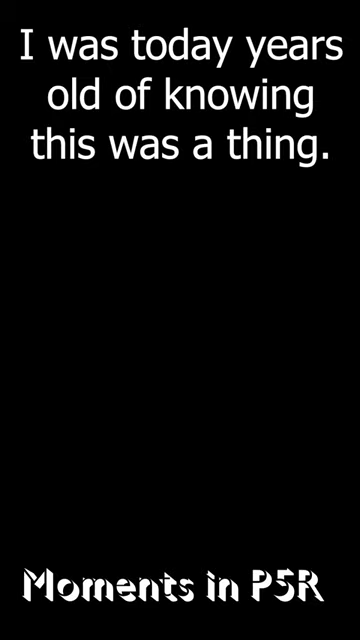 I was today years
old of knowing
this was a thing.
Moments in P5R